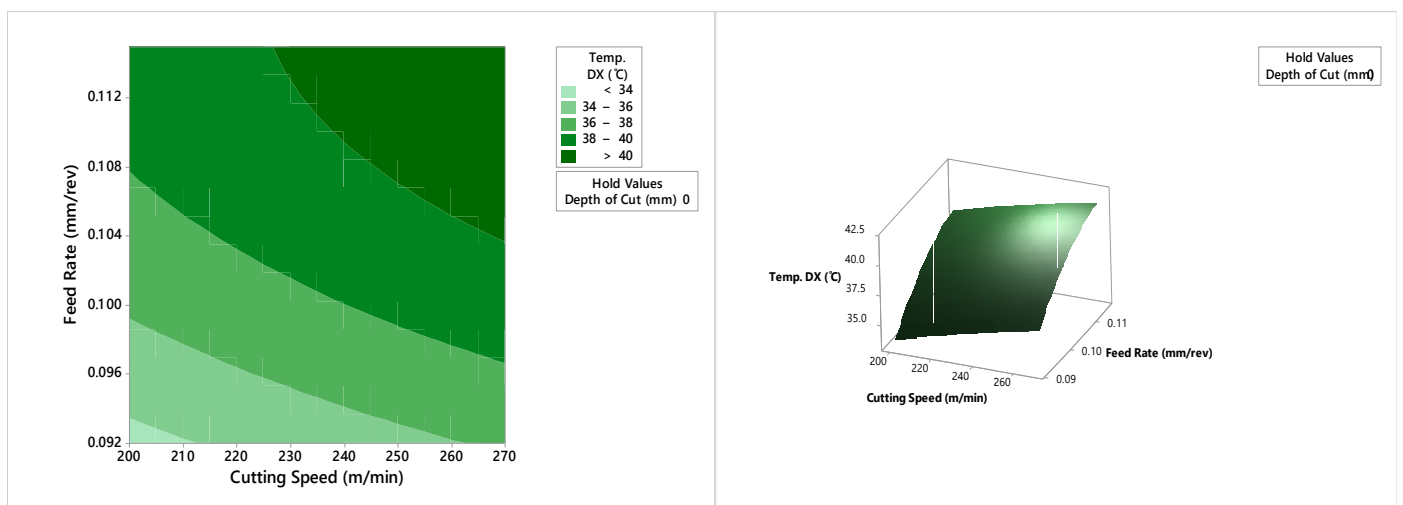 Temp.
DX (℃)
< 34
34 – 36
36 – 38
38 – 40
> 40
Hold Values
Depth of Cut (mm) 0
0.112
0.108
0.104
0.100
0.096
0.092
Feed Rate (mm/rev)
200 210 220 230 240 250 260 270
Cutting Speed (m/min)
Hold Values
Depth of Cut (mm) 0
42.5
40.0
37.5
35.0
Temp. DX (℃)
200
220
240
260
Cutting Speed (m/min)
0.11
0.10
0.09
Feed Rate (mm/rev)